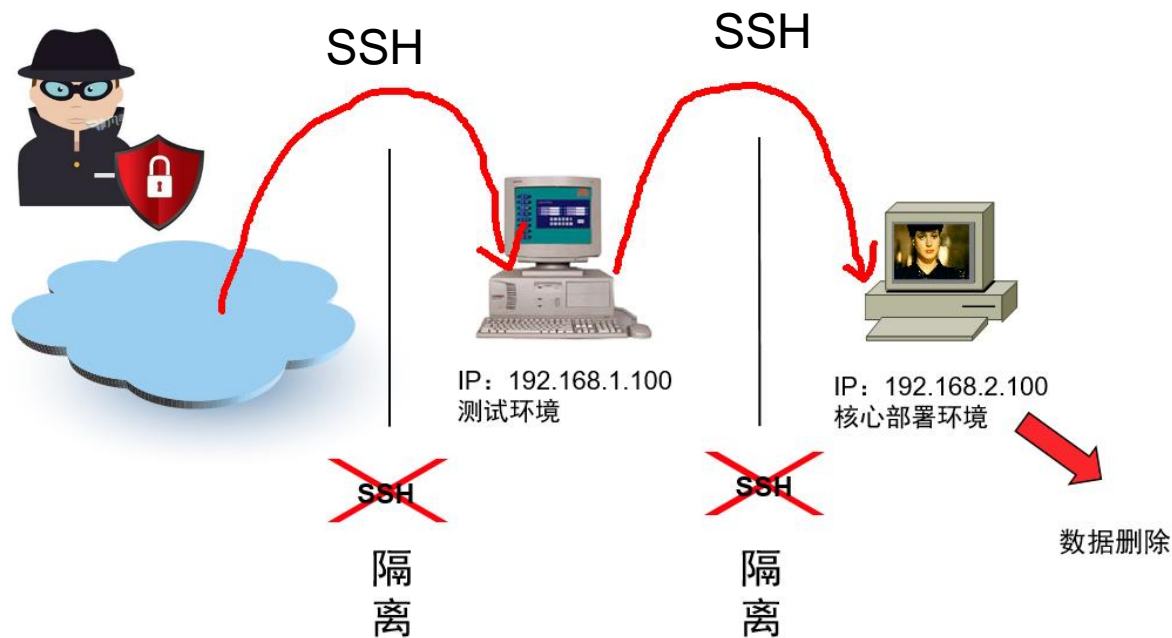 SSH
SSH
IP：192.168.1.100
测试环境
IP：192.168.2.100
核心部署环境
SSH
SSH
数据删除
隔
离
隔
离